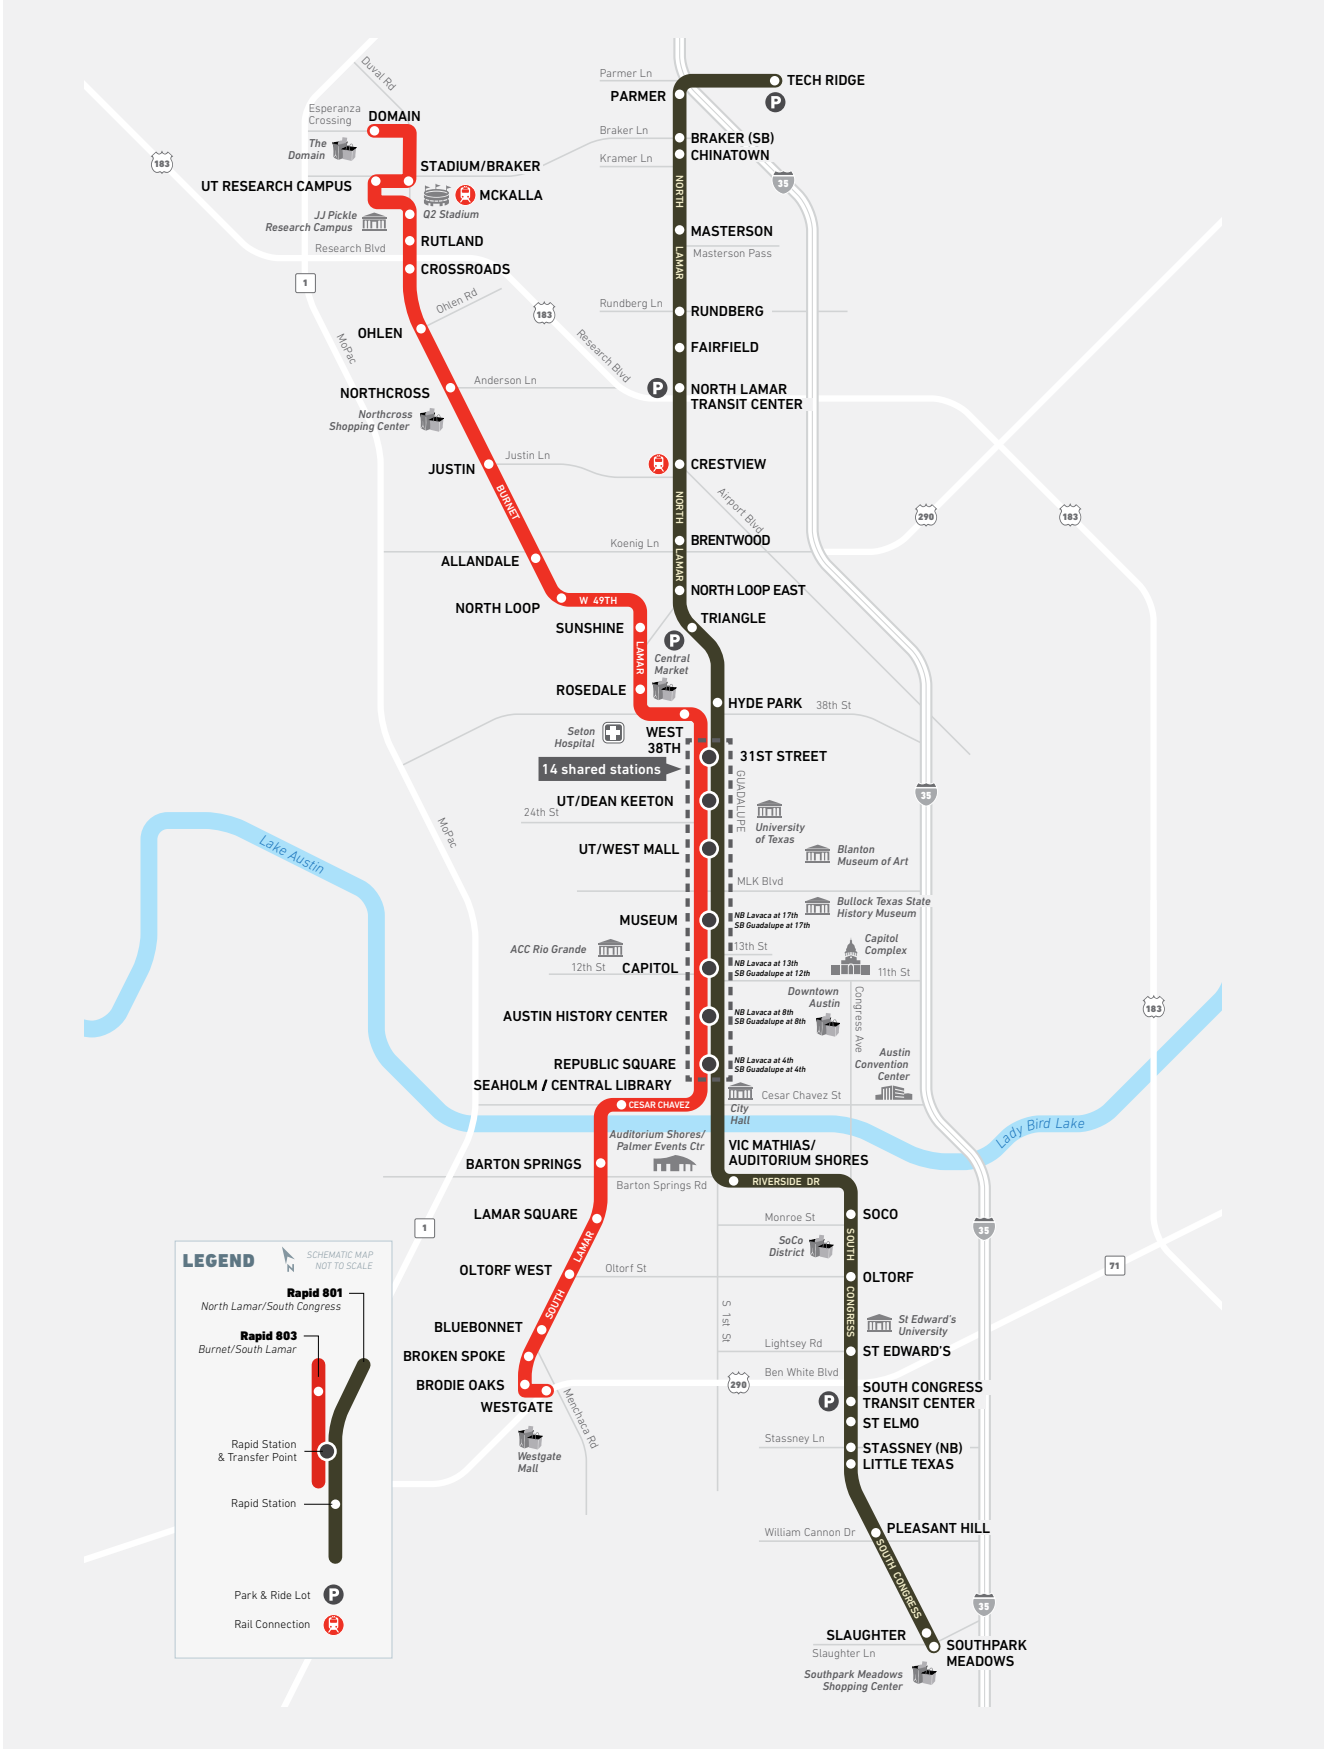 Duval Rd
Parmer Ln
TECH RIDGE
PARMER
P
Esperanza
Crossing
DOMAIN
The
Domain
Braker Ln
BRAKER (SB)
Kramer Ln
CHINATOWN
183
STADIUM/BRAKER
UT RESEARCH CAMPUS
MCKALLA
35
NORTH
JJ Pickle
Research Campus
Q2 Stadium
RUTLAND
MASTERSON
Research Blvd
LAMAR
Masterson Pass
CROSSROADS
1
Ohlen Rd
183
Rundberg Ln
RUNDBERG
OHLEN
MoPac
Research Blvd
FAIRFIELD
Anderson Ln
P
NORTH LAMAR
TRANSIT CENTER
NORTHCROSS
Northcross
Shopping Center
Justin Ln
CRESTVIEW
JUSTIN
BURNET
NORTH
Airport Blvd
290
183
Koenig Ln
BRENTWOOD
LAMAR
ALLANDALE
NORTH LOOP EAST
NORTH LOOP
W 49TH
TRIANGLE
SUNSHINE
P
LAMAR
Central
Market
ROSEDALE
HYDE PARK
38th St
Seton
Hospital
WEST
38TH
31ST STREET
14 shared stations
GUADALUPE
35
UT/DEAN KEETON
24th St
University
of Texas
MoPac
Lake Austin
UT/WEST MALL
Blanton
Museum of Art
MLK Blvd
Bullock Texas State
History Museum
MUSEUM
NB Lavaca at 17th
SB Guadalupe at 17th
ACC Rio Grande
13th St
Capitol
Complex
12th St
CAPITOL
NB Lavaca at 13th
SB Guadalupe at 12th
11th St
Downtown
Austin
Congress Ave
183
AUSTIN HISTORY CENTER
NB Lavaca at 8th
SB Guadalupe at 8th
REPUBLIC SQUARE
NB Lavaca at 4th
SB Guadalupe at 4th
Austin
Convention
Center
SEAHOLM / CENTRAL LIBRARY
CESAR CHAVEZ
Cesar Chavez St
City
Hall
Lady Bird Lake
Auditorium Shores/
Palmer Events Ctr
VIC MATHIAS/
AUDITORIUM SHORES
BARTON SPRINGS
Barton Springs Rd
RIVERSIDE DR
LAMAR SQUARE
Monroe St
SOCO
1
35
LAMAR
SoCo
District
SOUTH
OLTORF WEST
Oltorf St
OLTORF
71
SOUTH
S 1st St
CONGRESS
St Edward's
University
BLUEBONNET
Lightsey Rd
ST EDWARD'S
BROKEN SPOKE
Ben White Blvd
290
BRODIE OAKS
WESTGATE
Menchaca Rd
SOUTH CONGRESS
TRANSIT CENTER
P
ST ELMO
Westgate
Mall
Stassney Ln
STASSNEY (NB)
LITTLE TEXAS
William Cannon Dr
PLEASANT HILL
SOUTH CONGRESS
35
SLAUGHTER
Slaughter Ln
SOUTHPARK
MEADOWS
Southpark Meadows
Shopping Center
LEGEND
N
SCHEMATIC MAP
NOT TO SCALE
Rapid 801
North Lamar/South Congress
Rapid 803
Burnet/South Lamar
Rapid Station
& Transfer Point
Rapid Station
Park & Ride Lot
P
Rail Connection